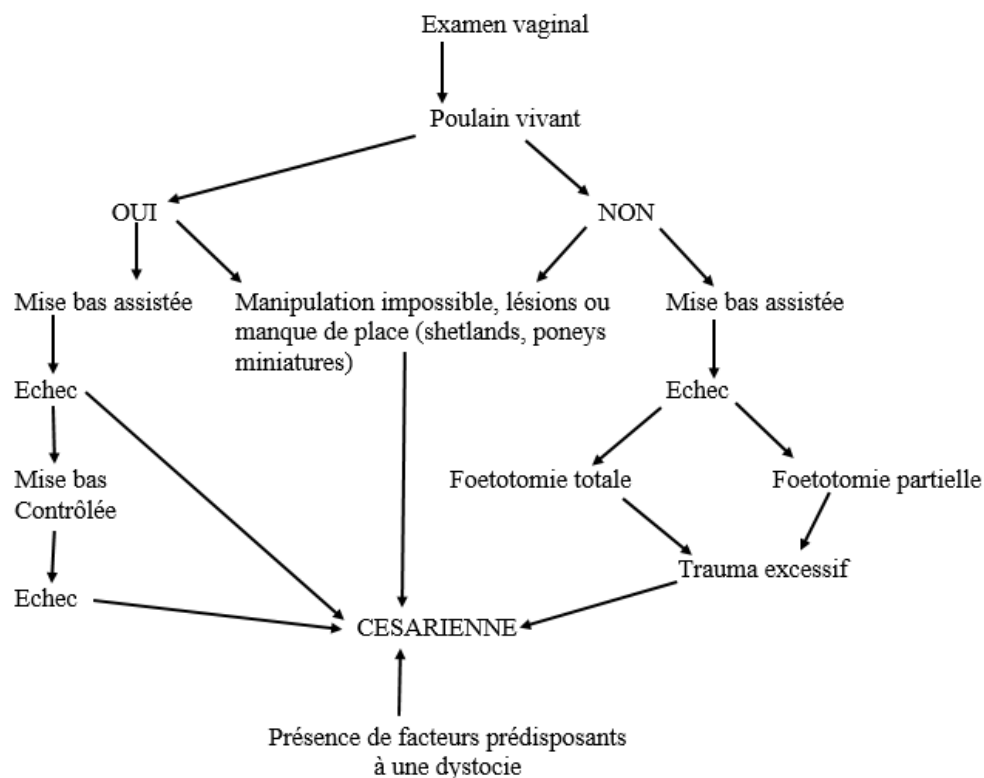 Examen vaginal
Poulain vivant
OUI
NON
Mise bas assistée
Manipulation impossible, lésions ou
manque de place (shetlands, poneys
miniatures)
Mise bas assistée
Echec
Echec
Mise bas
Contrôlée
Foetotomie totale
Foetotomie partielle
Echec
Trauma excessif
CESARIENNE
Présence de facteurs prédisposants
à une dystocie